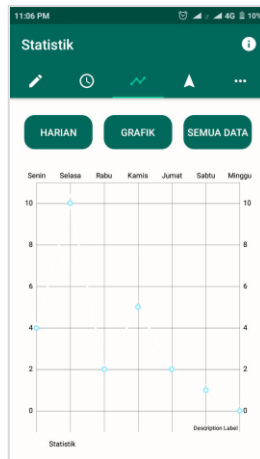 11:06 PM 4G 10%
Statistik
HARIAN GRAFIK SEMUA DATA
Senin Selasa Rabu Kamis Jumat Sabtu Minggu
10 10
8 8
6 6
4 4
2 2
0 0
Description Label
Statistik